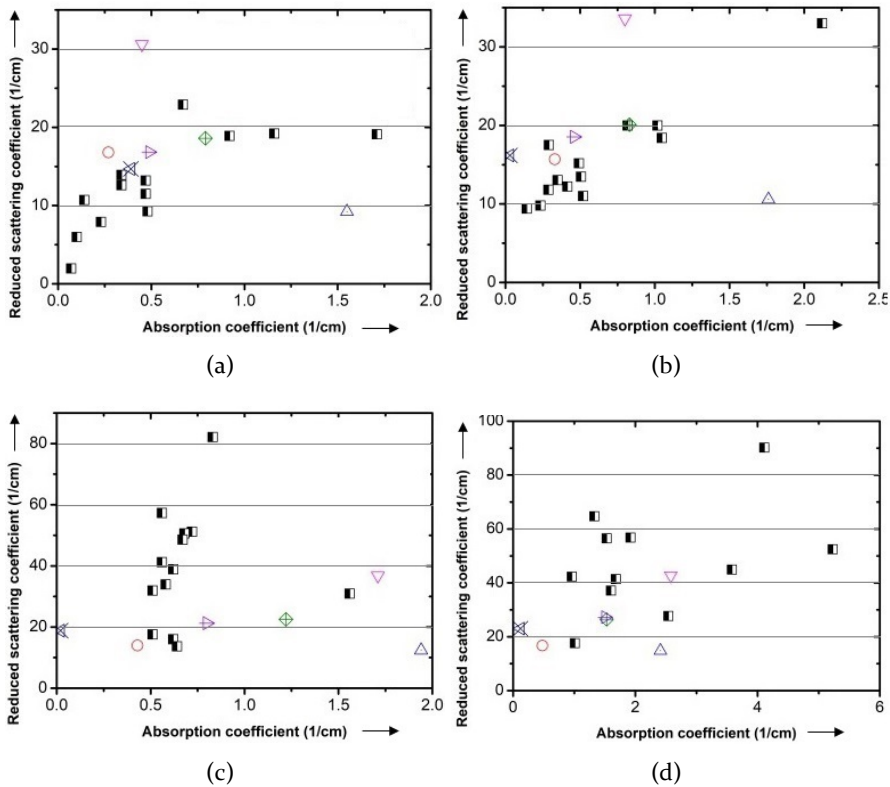 Reduced scattering coefficient (1/cm)
30
20
10
0
0.0 0.5 1.0 1.5 2.0
Absorption coefficient (1/cm)
(a)
Reduced scattering coefficient (1/cm)
30
20
10
0
0.0 0.5 1.0 1.5 2.0 2.5
Absorption coefficient (1/cm)
(b)
Reduced scattering coefficient (1/cm)
80
60
40
20
0
0.0 0.5 1.0 1.5 2.0
Absorption coefficient (1/cm)
(c)
Reduced scattering coefficient (1/cm)
100
80
60
40
20
0
0 2 4 6
Absorption coefficient (1/cm)
(d)